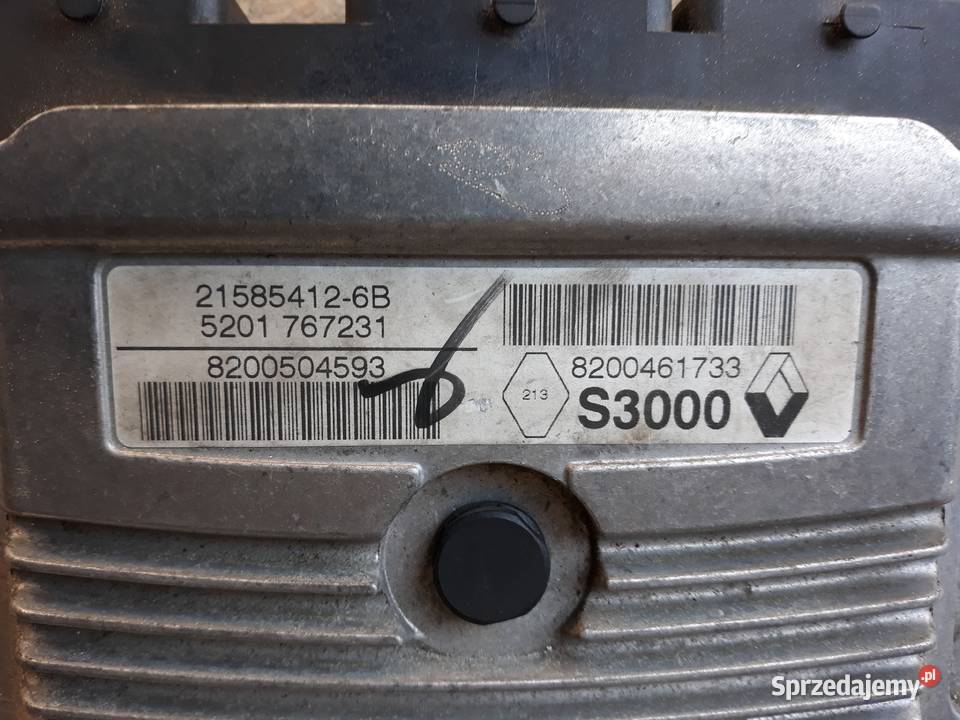 21585412-6B
5201 767231
8200504593
8200461733
213
S3000
Sprzedajemy.pl